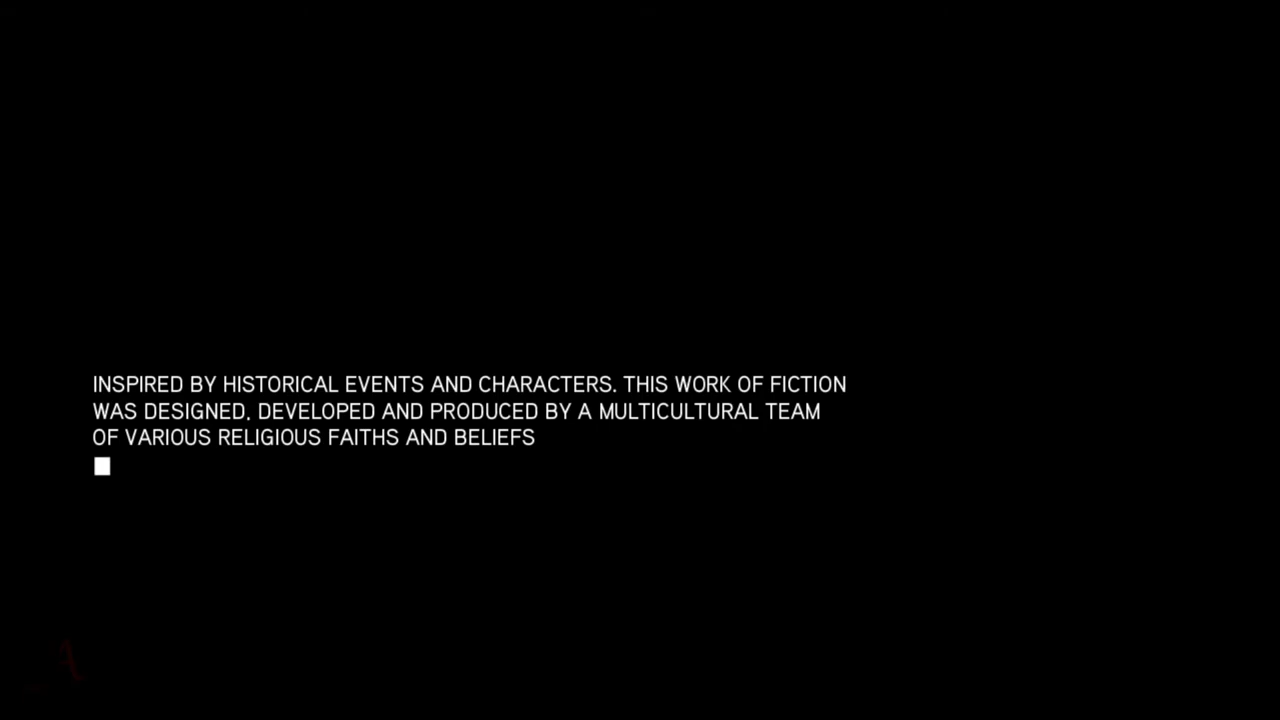 INSPIRED BY HISTORICAL EVENTS AND CHARACTERS. THIS WORK OF FICTION
WAS DESIGNED, DEVELOPED AND PRODUCED BY A MULTICULTURAL TEAM
OF VARIOUS RELIGIOUS FAITHS AND BELIEFS